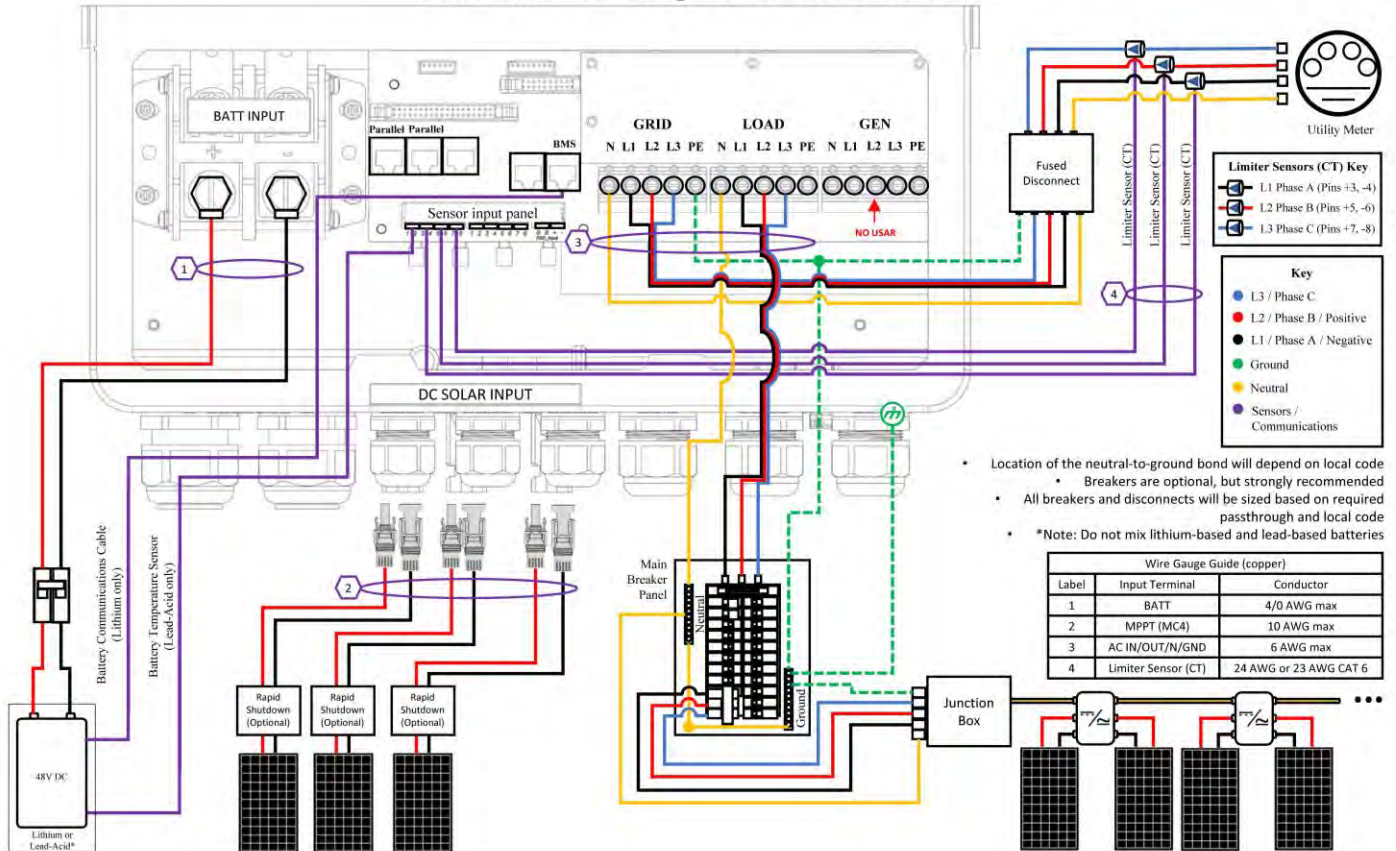 BATT INPUT
+
-
Parallel Parallel
BMS
Sensor input panel
GRID
LOAD
GEN
N L1 L2 L3 PE
N L1 L2 L3 PE
N L1 L2 L3 PE
NO USAR
1
3
4
2
Fused
Disconnect
Limiter Sensor (CT)
Limiter Sensor (CT)
Limiter Sensor (CT)
Utility Meter
Limiter Sensors (CT) Key
L1 Phase A (Pins +3, -4)
L2 Phase B (Pins +5, -6)
L3 Phase C (Pins +7, -8)
Key
L3 / Phase C
L2 / Phase B / Positive
L1 / Phase A / Negative
Ground
Neutral
Sensors /
Communications
DC SOLAR INPUT
• Location of the neutral-to-ground bond will depend on local code
• Breakers are optional, but strongly recommended
• All breakers and disconnects will be sized based on required
passthrough and local code
• *Note: Do not mix lithium-based and lead-based batteries
Wire Gauge Guide (copper)
Label Input Terminal Conductor
1 BATT 4/0 AWG max
2 MPPT (MC4) 10 AWG max
3 AC IN/OUT/N/GND 6 AWG max
4 Limiter Sensor (CT) 24 AWG or 23 AWG CAT 6
Battery Communications Cable
(Lithium only)
Battery Temperature Sensor
(Lead-Acid only)
Main
Breaker
Panel
Neutral
Ground
Rapid
Shutdown
(Optional)
Rapid
Shutdown
(Optional)
Rapid
Shutdown
(Optional)
Junction
Box
48V DC
Lithium or
Lead-Acid*